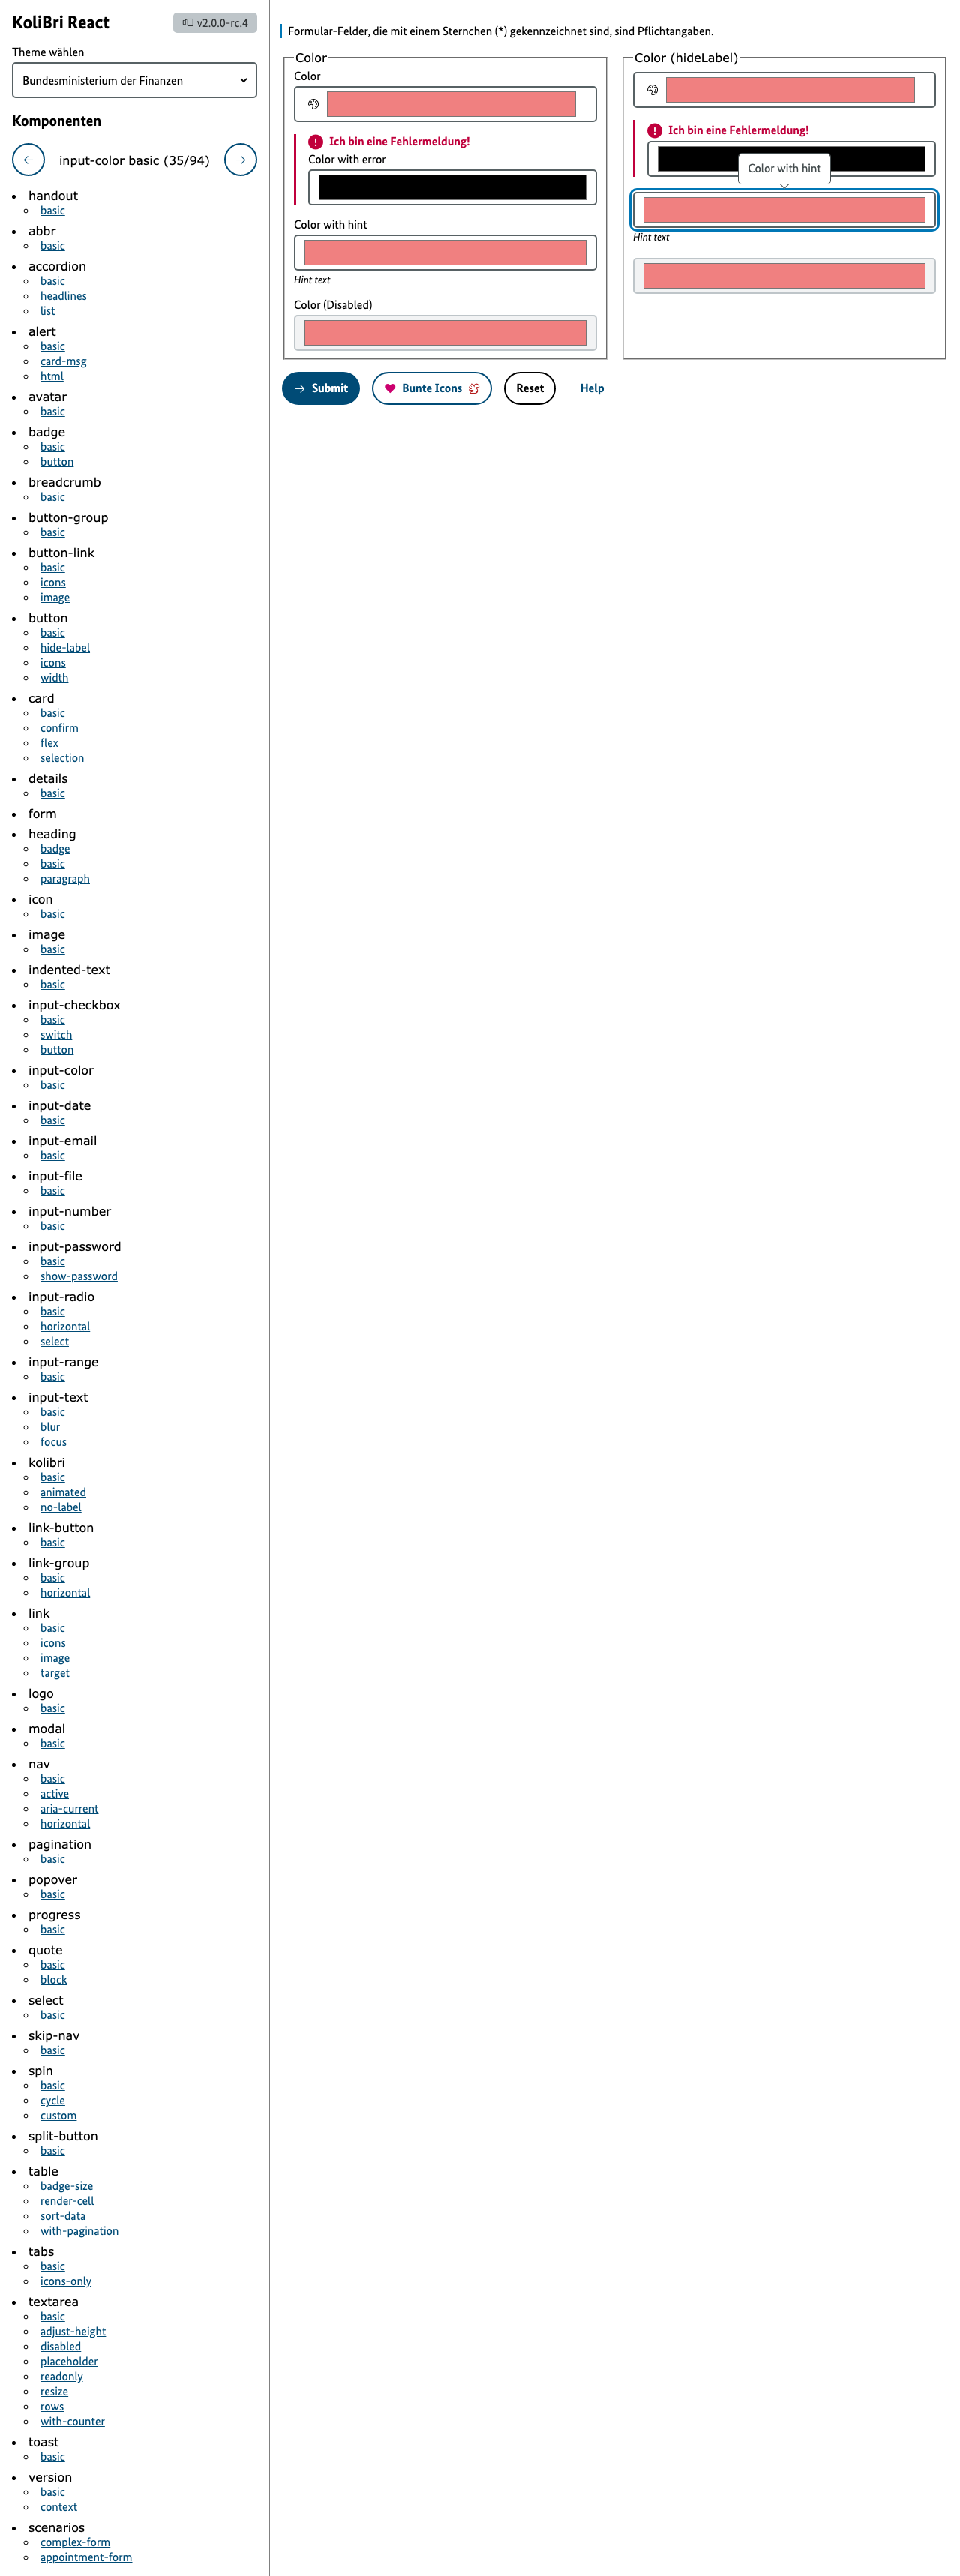 KoliBri React
v2.0.0-rc.4
Theme wählen
Bundesministerium der Finanzen
Komponenten
input-color basic (35/94)
handout
basic
abbr
basic
accordion
basic
headlines
list
alert
basic
card-msg
html
avatar
basic
badge
basic
button
breadcrumb
basic
button-group
basic
button-link
basic
icons
image
button
basic
hide-label
icons
width
card
basic
confirm
flex
selection
details
basic
form
heading
badge
basic
paragraph
icon
basic
image
basic
indented-text
basic
input-checkbox
basic
switch
button
input-color
basic
input-date
basic
input-email
basic
input-file
basic
input-number
basic
input-password
basic
show-password
input-radio
basic
horizontal
select
input-range
basic
input-text
basic
blur
focus
kolibri
basic
animated
no-label
link-button
basic
link-group
basic
horizontal
link
basic
icons
image
target
logo
basic
modal
basic
nav
basic
active
aria-current
horizontal
pagination
basic
popover
basic
progress
basic
quote
basic
block
select
basic
skip-nav
basic
spin
basic
cycle
custom
split-button
basic
table
badge-size
render-cell
sort-data
with-pagination
tabs
basic
icons-only
textarea
basic
adjust-height
disabled
placeholder
readonly
resize
rows
with-counter
toast
basic
version
basic
context
scenarios
complex-form
appointment-form
Formular-Felder, die mit einem Sternchen (*) gekennzeichnet sind, sind Pflichtangaben.
Color
Color
Ich bin eine Fehlermeldung!
Color with error
Color with hint
Hint text
Color (Disabled)
Color (hideLabel)
Ich bin eine Fehlermeldung!
Color with hint
Hint text
Submit
Bunte Icons
Reset
Help